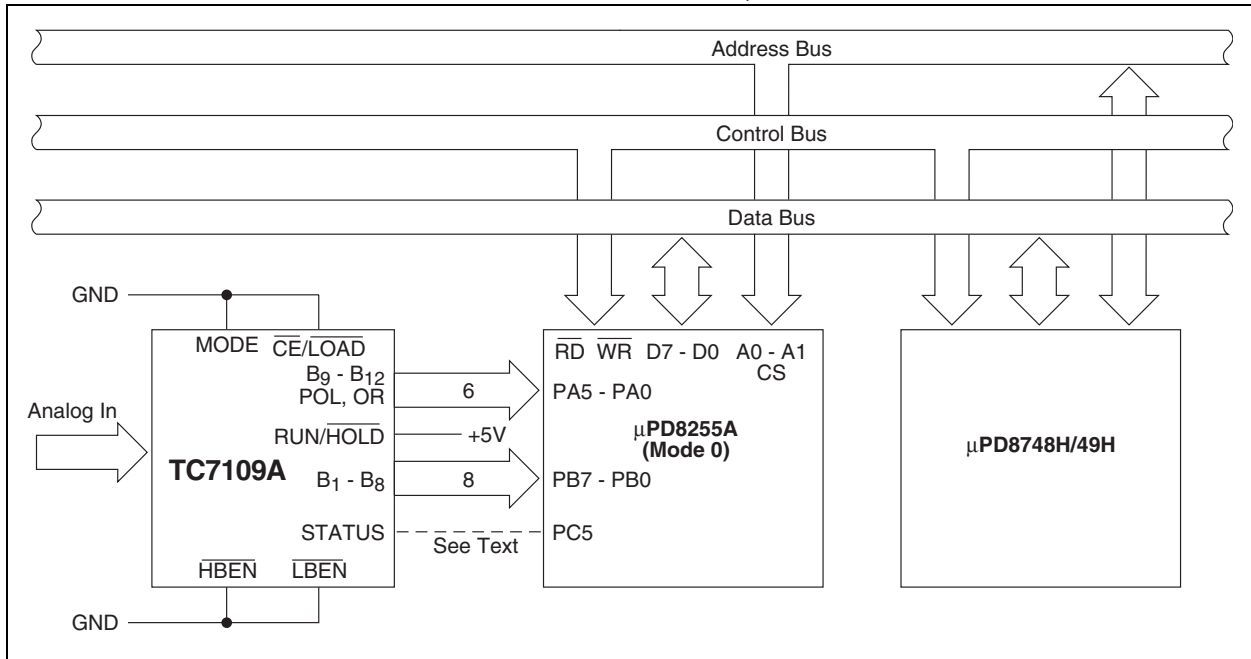 Address Bus
Control Bus
Data Bus
GND
MODE CE/LOAD
B9 - B12
POL, OR
6
Analog In
RUN/HOLD
+5V
TC7109A
B1 - B8
8
STATUS
See Text
HBEN LBEN
GND
RD WR D7 - D0 A0 - A1
CS
PA5 - PA0
µPD8255A
(Mode 0)
PB7 - PB0
PC5
µPD8748H/49H